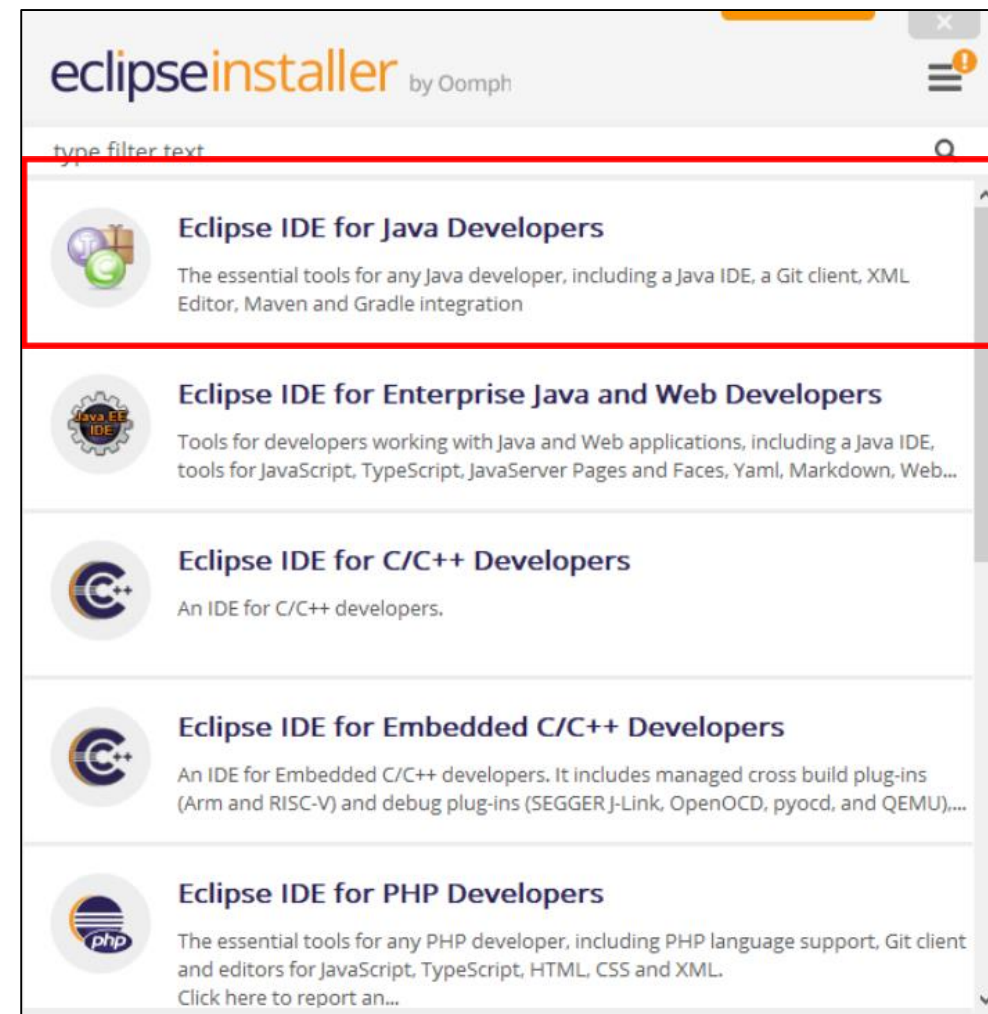 eclipseinstaller by Oomph
type filter text
Eclipse IDE for Java Developers
The essential tools for any Java developer, including a Java IDE, a Git client, XML
Editor, Maven and Gradle integration
Java EE
IDE
Eclipse IDE for Enterprise Java and Web Developers
Tools for developers working with Java and Web applications, including a Java IDE,
tools for JavaScript, TypeScript, JavaServer Pages and Faces, Yaml, Markdown, Web...
C++
Eclipse IDE for C/C++ Developers
An IDE for C/C++ developers.
C++
Eclipse IDE for Embedded C/C++ Developers
An IDE for Embedded C/C++ developers. It includes managed cross build plug-ins
(Arm and RISC-V) and debug plug-ins (SEGGER J-Link, OpenOCD, pyocd, and QEMU),...
php
Eclipse IDE for PHP Developers
The essential tools for any PHP developer, including PHP language support, Git client
and editors for JavaScript, TypeScript, HTML, CSS and XML.
Click here to report an...